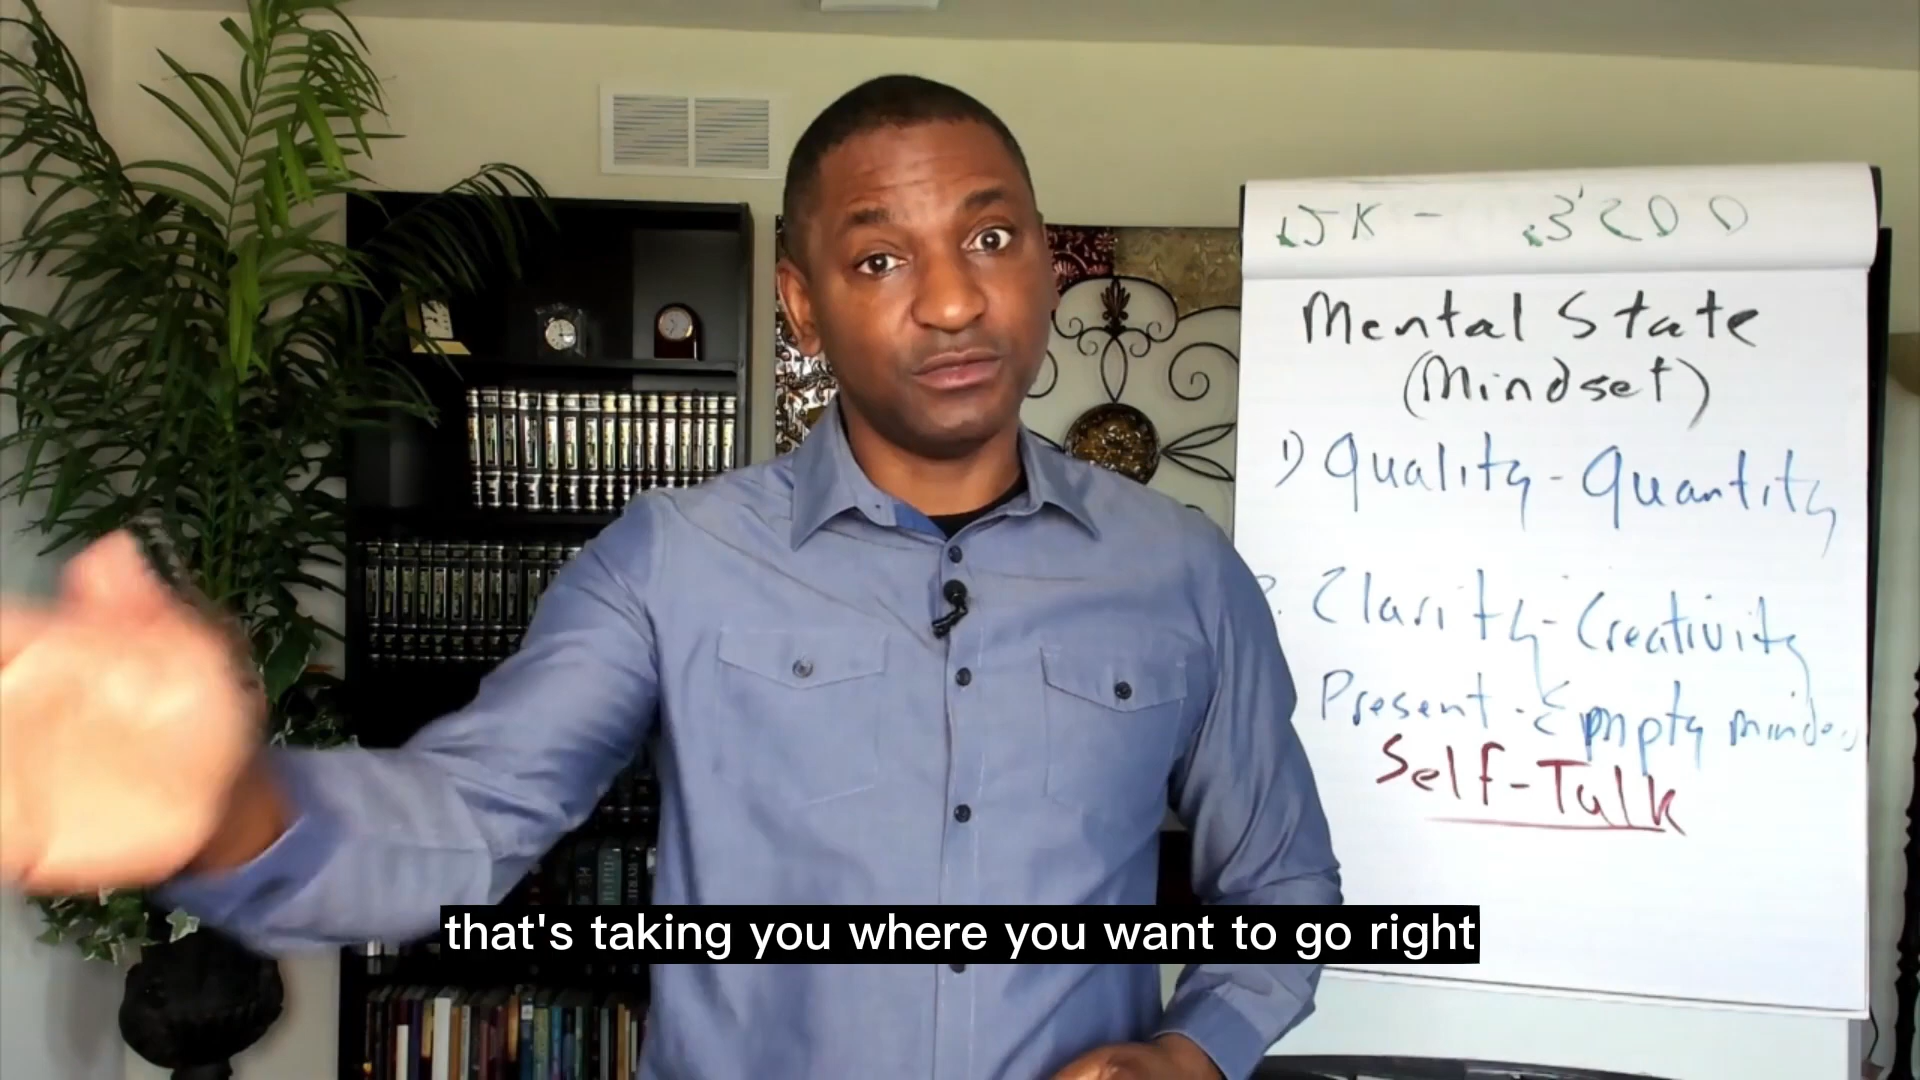 Mental State
(Mindset)
1) Quality - Quantity
Clarity - Creativity
Present - Empty
Self-Talk
that's taking you where you want to go right